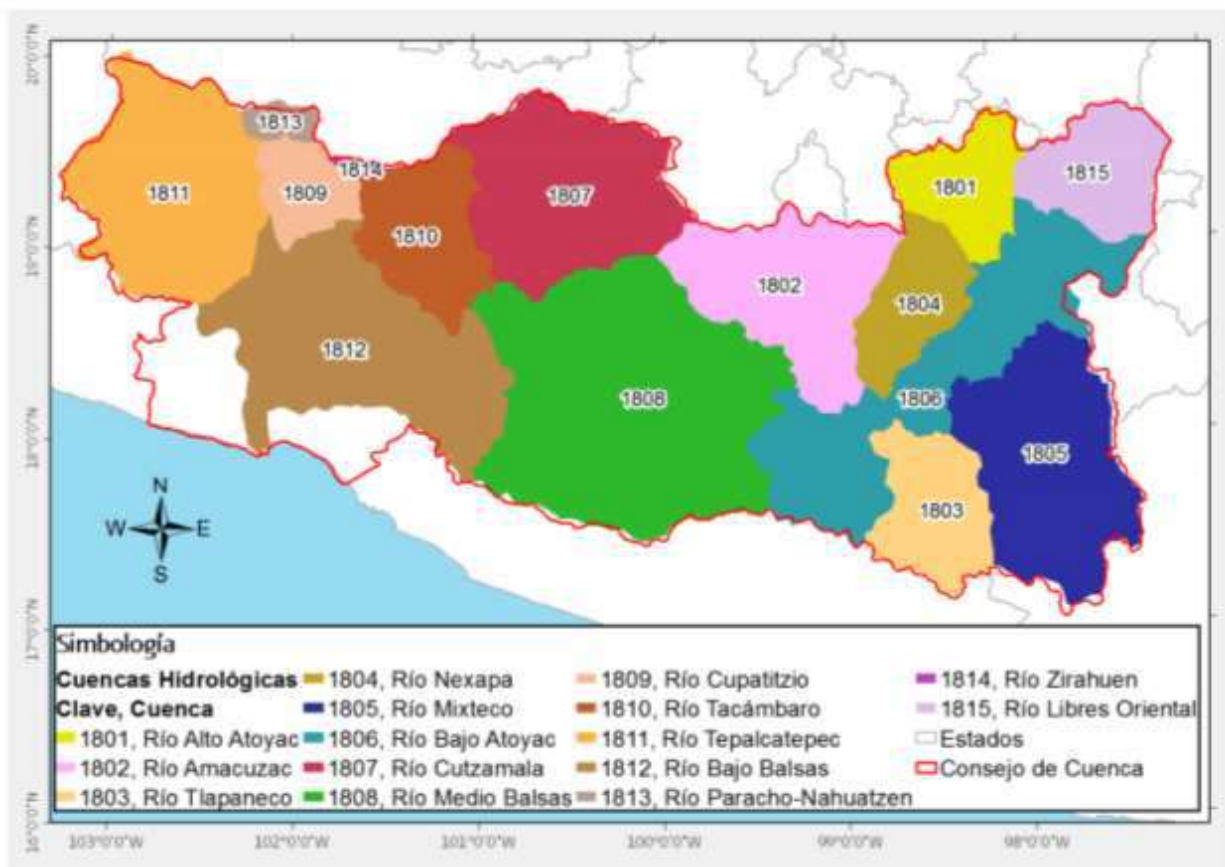 20°0'0"N
19°0'0"N
18°0'0"N
17°0'0"N
16°0'0"N
1813
1814
1811
1809
1807
1801
1815
1810
1802
1804
1812
1808
1806
1805
1803
N
W E
S
Simbología
Cuencas Hidrológicas
Clave, Cuenca
1801, Río Alto Atoyac
1802, Río Amacuzac
1803, Río Tlapaneco
1804, Río Nexapa
1805, Río Mixteco
1806, Río Bajo Atoyac
1807, Río Cutzamala
1808, Río Medio Balsas
1809, Río Cupatitzio
1810, Río Tacámbaro
1811, Río Tepalcatepec
1812, Río Bajo Balsas
1813, Río Paracho-Nahuatzen
1814, Río Zirahuen
1815, Río Libres Oriental
Estados
Consejo de Cuenca
103°0'0"W 102°0'0"W 101°0'0"W 100°0'0"W 99°0'0"W 98°0'0"W